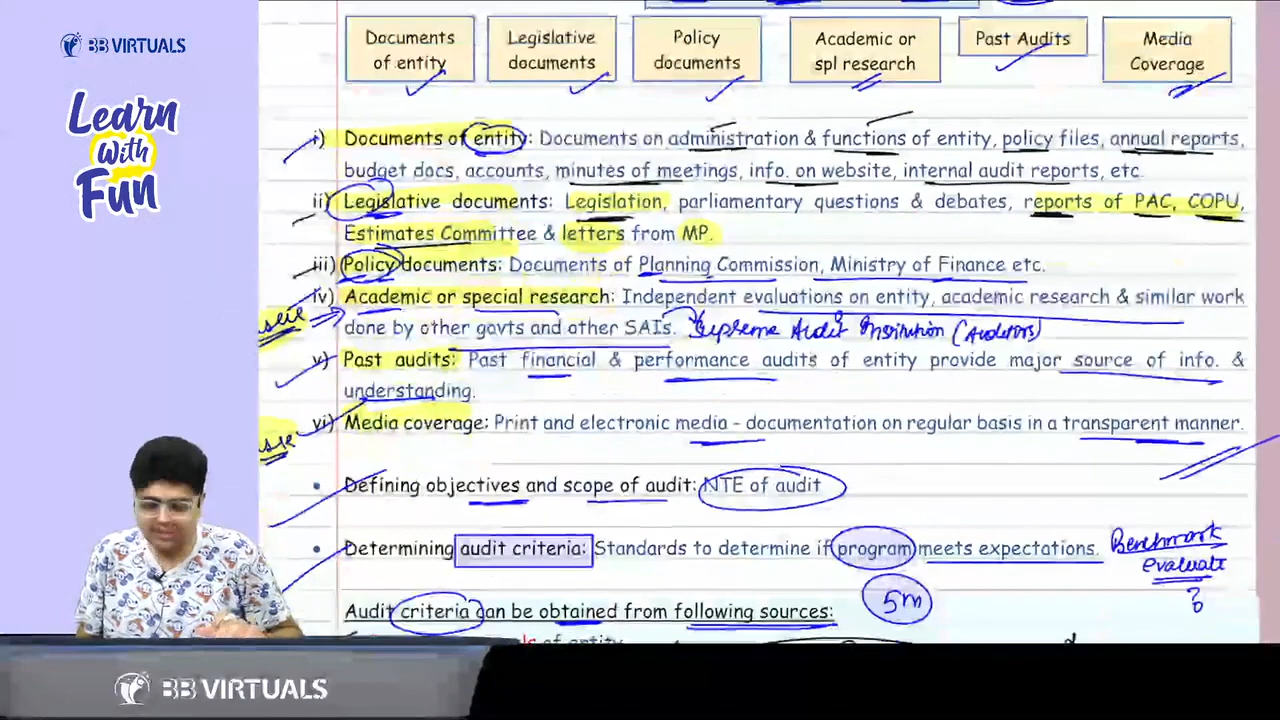 BB VIRTUALS
Learn
With
Fun
Documents of entity
Legislative documents
Policy documents
Academic or spl research
Past Audits
Media Coverage
i) Documents of entity: Documents on administration & functions of entity, policy files, annual reports,
budget docs, accounts, minutes of meetings, info. on website, internal audit reports, etc.
ii) Legislative documents: Legislation, parliamentary questions & debates, reports of PAC, COPU,
Estimates Committee & letters from MP.
iii) Policy documents: Documents of Planning Commission, Ministry of Finance etc.
iv) Academic or special research: Independent evaluations on entity, academic research & similar work
done by other govts and other SAIs. Supreme Audit Institution (Auditors)
v) Past audits: Past financial & performance audits of entity provide major source of info. &
understanding.
vi) Media coverage: Print and electronic media - documentation on regular basis in a transparent manner.
• Defining objectives and scope of audit: NTE of audit
• Determining audit criteria: Standards to determine if program meets expectations. Benchmark
evaluate
?
5m
Audit criteria can be obtained from following sources:
of entity
BB VIRTUALS